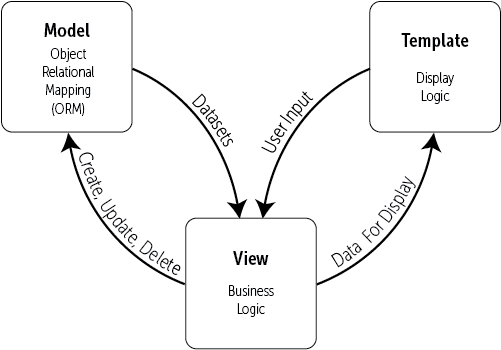 Model
Object
Relational
Mapping
(ORM)
Template
Display
Logic
Datasets
User Input
Create, Update, Delete
Data For Display
View
Business
Logic